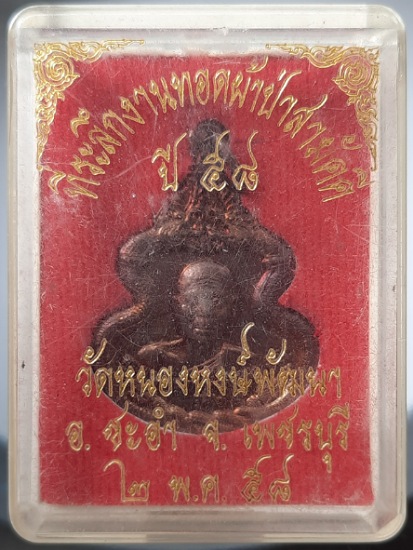 ที่ระลึกงานทอดผ้าป่าสามัคคี
ปี ๕๘
วัดหนองหงษ์พัฒนา
อ. ชะอำ จ. เพชรบุรี
๒ พ.ค ๕๘